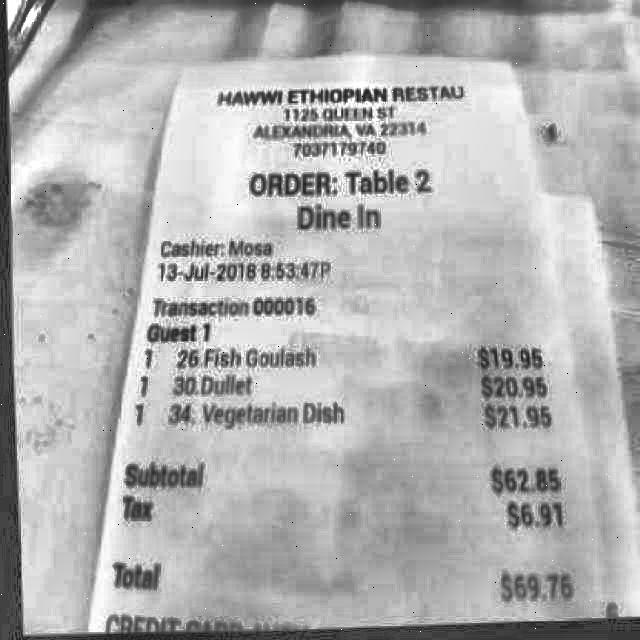 HAWWI ETHIOPIAN RESTAU
1125 QUEEN ST
ALEXANDRIA, VA 22314
7037179740
ORDER: Table 2
Dine In
Cashier: Mosa
13-Jul-2018 8:53:47P
Transaction 000016
Guest 1
1 26 Fish Goulash $19.95
1 30.Dullet $20.95
1 34. Vegetarian Dish $21.95
Subtotal $62.85
Tax $6.91
Total $69.76
CREDIT CARD